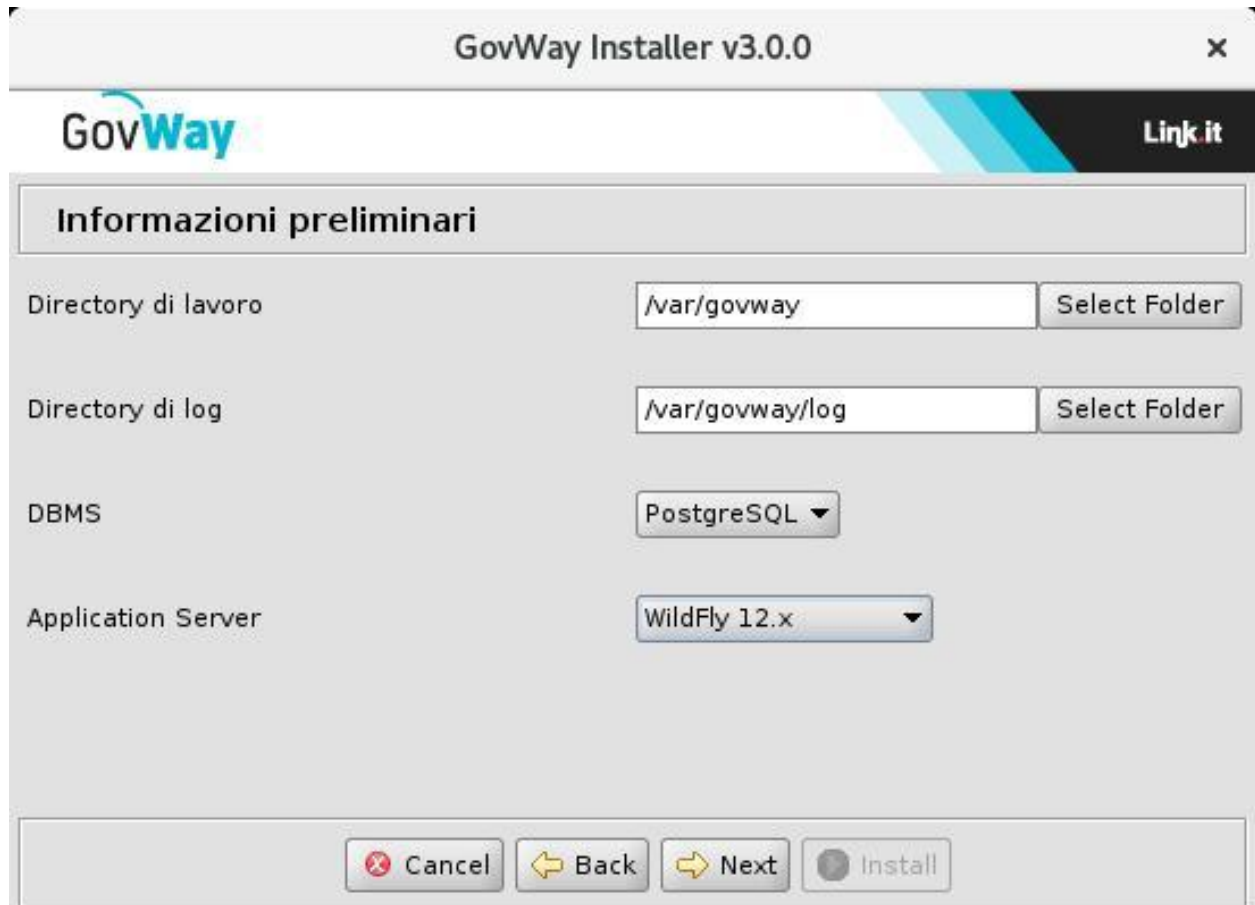 GovWay Installer v3.0.0
GovWay
Link.it
Informazioni preliminari
Directory di lavoro /var/govway Select Folder
Directory di log /var/govway/log Select Folder
DBMS PostgreSQL
Application Server WildFly 12.x
Cancel Back Next Install